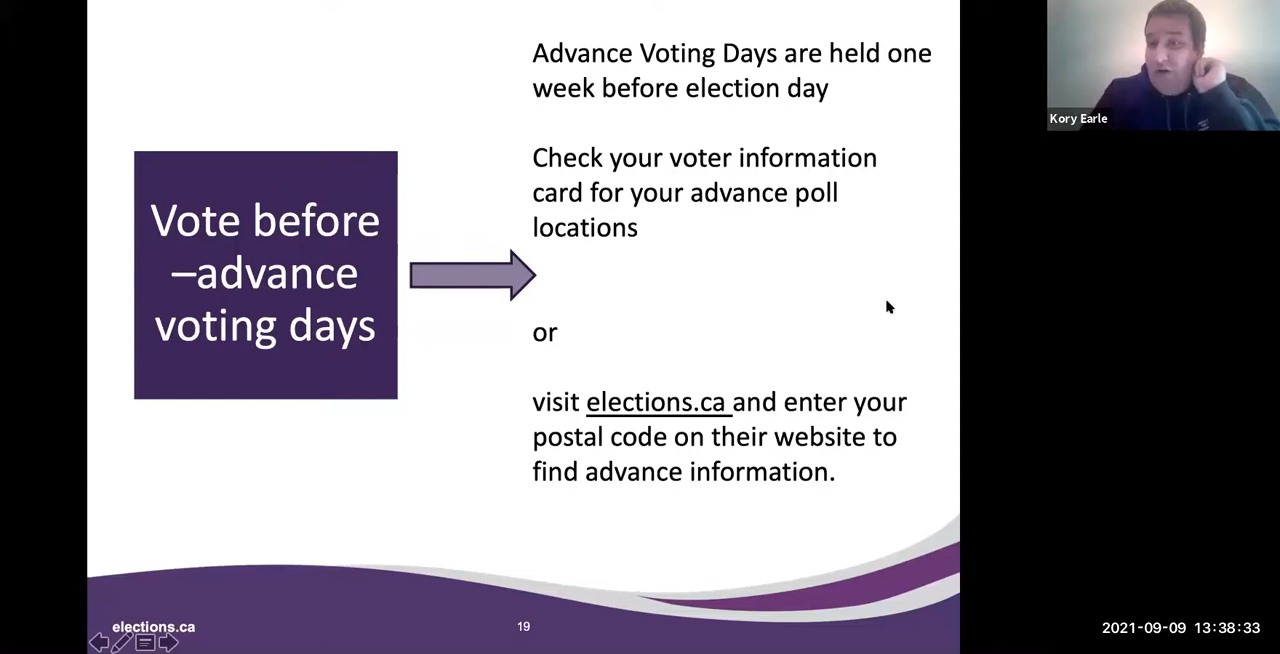 Advance Voting Days are held one
week before election day
Check your voter information
card for your advance poll
locations
Vote before
–advance
voting days
or
visit elections.ca and enter your
postal code on their website to
find advance information.
Kory Earle
elections.ca
19
2021-09-09 13:38:33